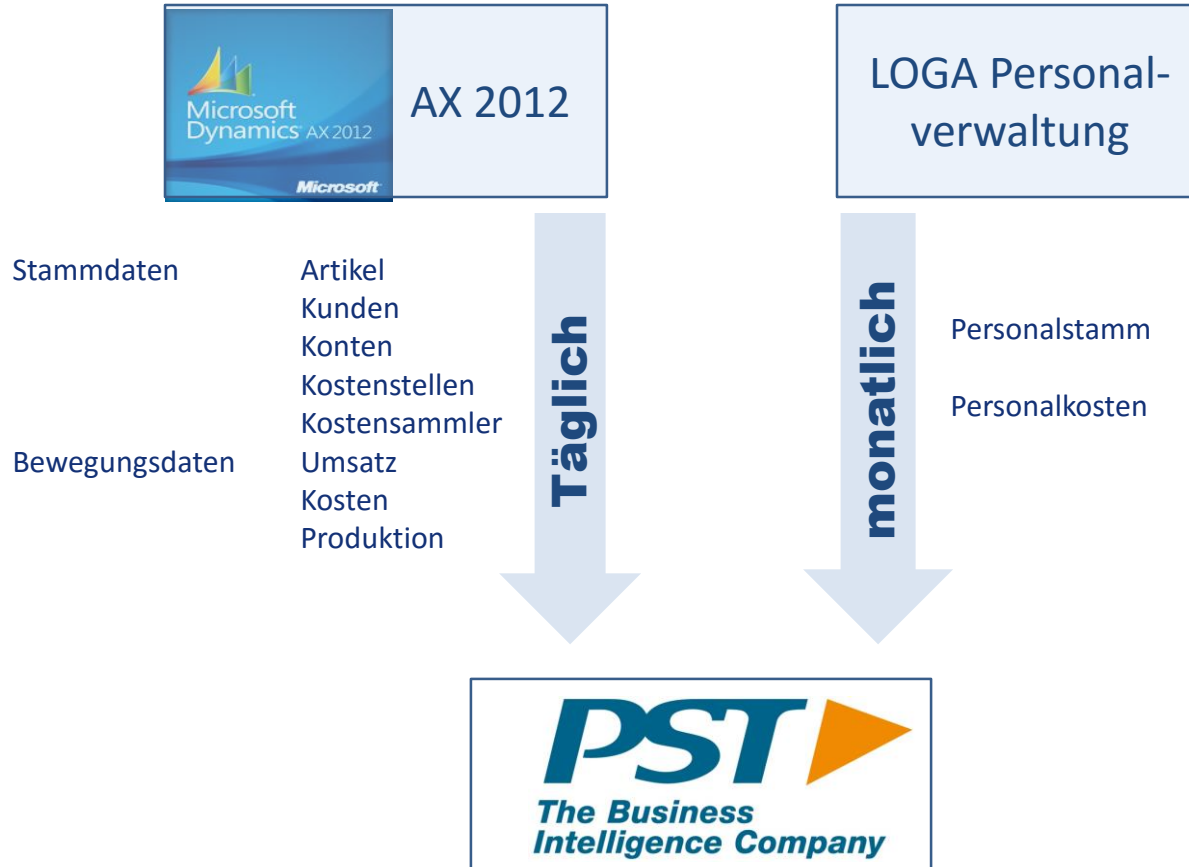 Microsoft
Dynamics AX 2012
Microsoft
AX 2012
LOGA Personal-
verwaltung
Stammdaten Artikel
Kunden
Konten
Kostenstellen
Kostensammler
Bewegungsdaten Umsatz
Kosten
Produktion
Täglich
monatlich
Personalstamm
Personalkosten
PST
The Business
Intelligence Company